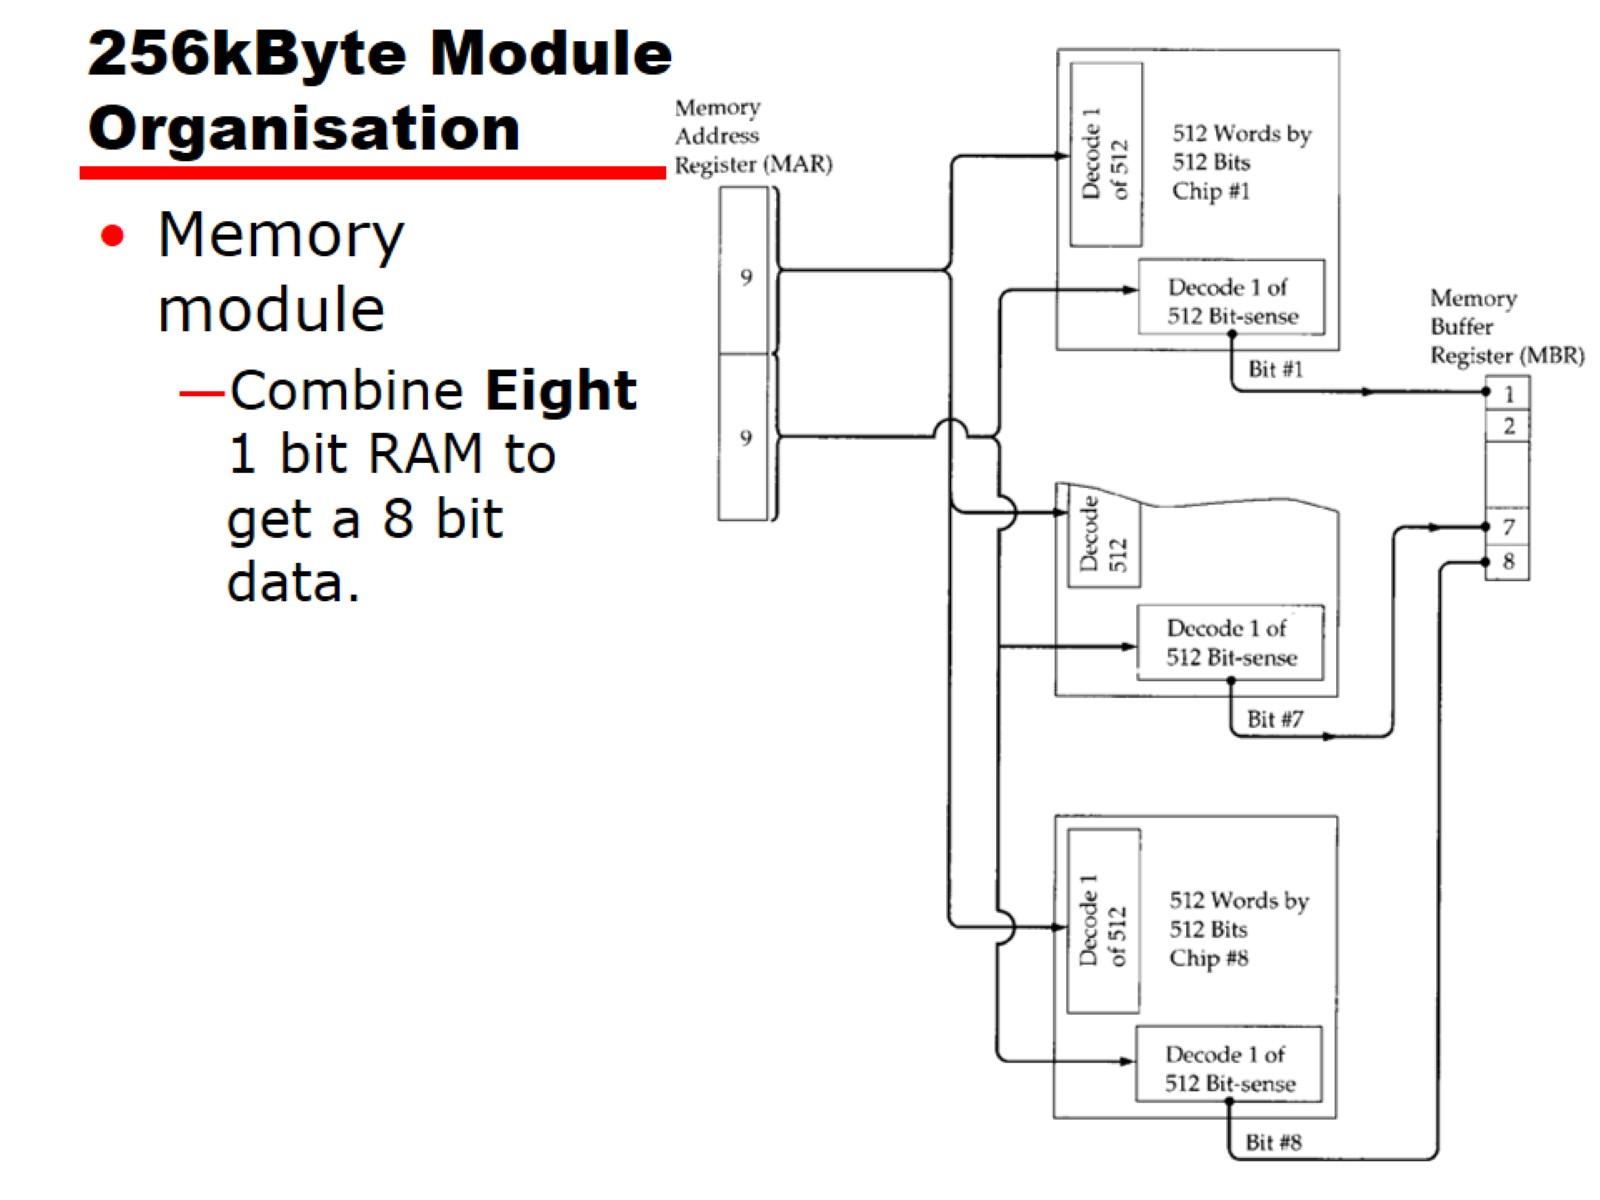 256kByte Module
Organisation
• Memory
module
—Combine Eight
1 bit RAM to
get a 8 bit
data.
Memory
Address
Register (MAR)
9
9
Decode 1
of 512
512 Words by
512 Bits
Chip #1
Decode 1 of
512 Bit-sense
Bit #1
Memory
Buffer
Register (MBR)
1
2
7
8
Decode
512
Decode 1 of
512 Bit-sense
Bit #7
Decode 1
of 512
512 Words by
512 Bits
Chip #8
Decode 1 of
512 Bit-sense
Bit #8